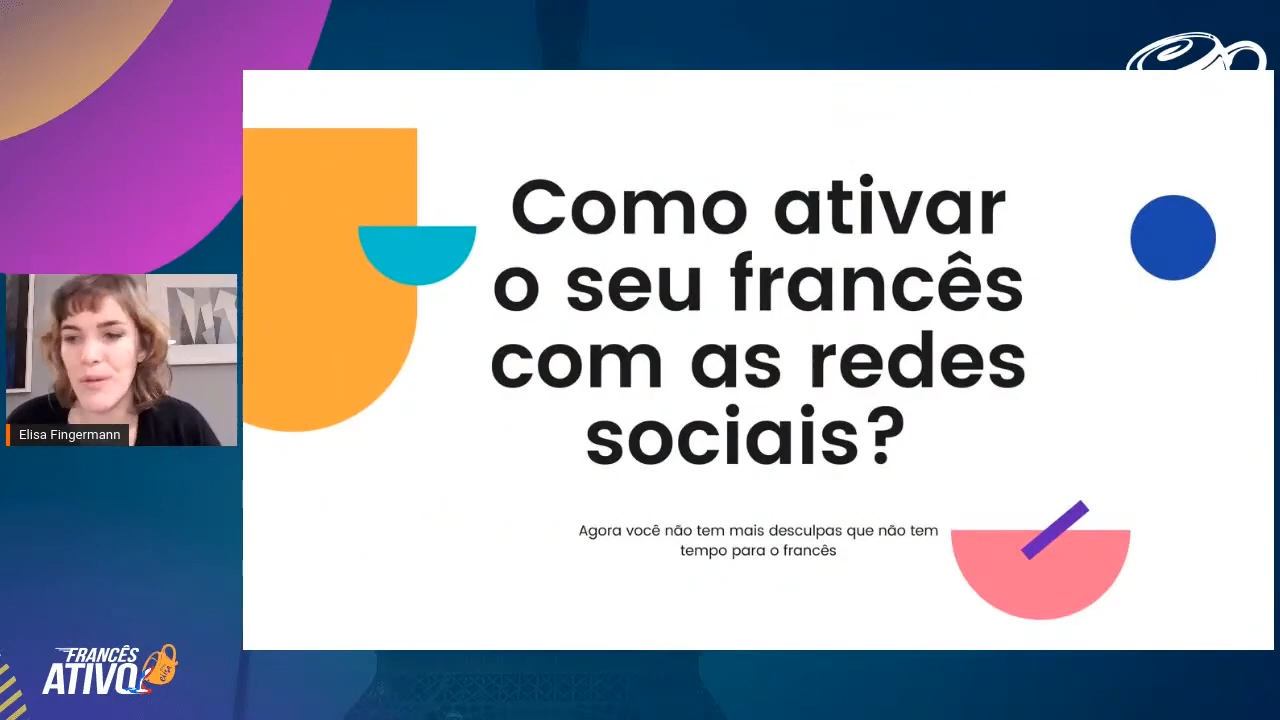 Como ativar
o seu francês
com as redes
sociais?
Agora você não tem mais desculpas que não tem
tempo para o francês
Elisa Fingermann
FRANCÊS
ATIVO